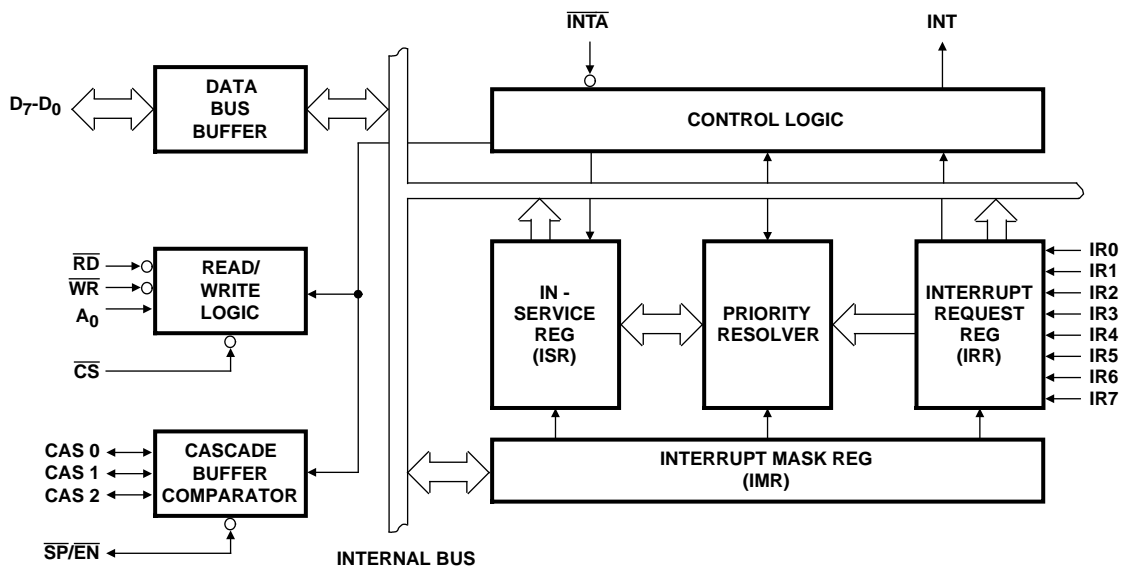 INTA
INT
D7-D0
DATA
BUS
BUFFER
CONTROL LOGIC
RD
WR
A0
CS
READ/
WRITE
LOGIC
IN -
SERVICE
REG
(ISR)
PRIORITY
RESOLVER
INTERRUPT
REQUEST
REG
(IRR)
IR0
IR1
IR2
IR3
IR4
IR5
IR6
IR7
CAS 0
CAS 1
CAS 2
CASCADE
BUFFER
COMPARATOR
INTERRUPT MASK REG
(IMR)
SP/EN
INTERNAL BUS